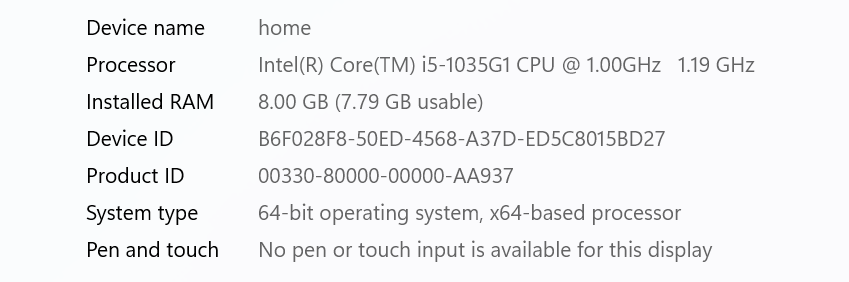 Device name home
Processor Intel(R) Core(TM) i5-1035G1 CPU @ 1.00GHz 1.19 GHz
Installed RAM 8.00 GB (7.79 GB usable)
Device ID B6F028F8-50ED-4568-A37D-ED5C8015BD27
Product ID 00330-80000-00000-AA937
System type 64-bit operating system, x64-based processor
Pen and touch No pen or touch input is available for this display